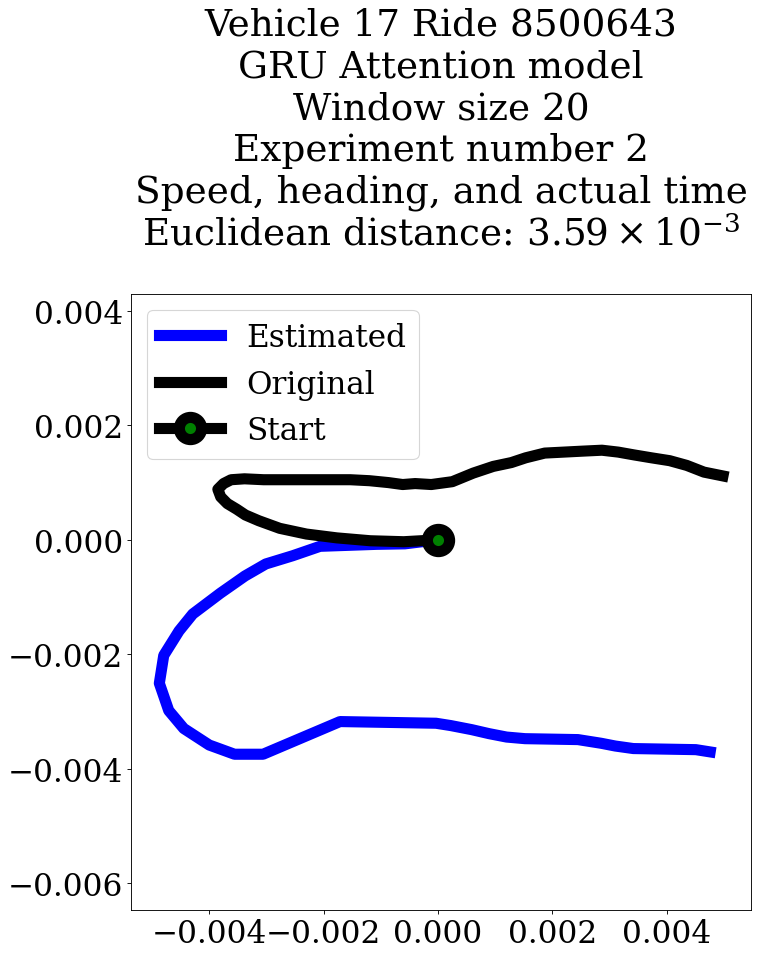 Vehicle 17 Ride 8500643
GRU Attention model
Window size 20
Experiment number 2
Speed, heading, and actual time
Euclidean distance: 3.59 × 10⁻³
Estimated
Original
Start
0.004
0.002
0.000
−0.002
−0.004
−0.006
−0.004 −0.002 0.000 0.002 0.004